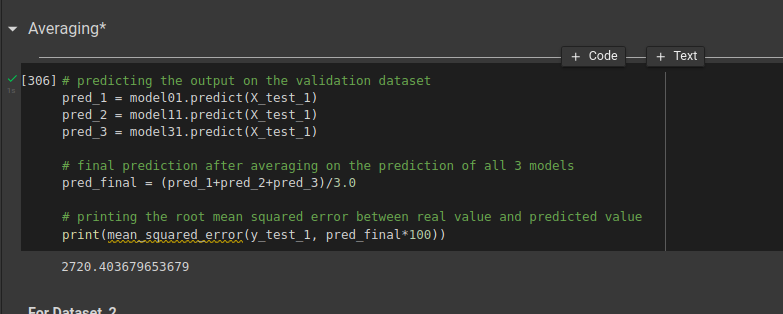 Averaging*
+ Code + Text
[306] # predicting the output on the validation dataset
1s pred_1 = model01.predict(X_test_1)
pred_2 = model11.predict(X_test_1)
pred_3 = model31.predict(X_test_1)
# final prediction after averaging on the prediction of all 3 models
pred_final = (pred_1+pred_2+pred_3)/3.0
# printing the root mean squared error between real value and predicted value
print(mean_squared_error(y_test_1, pred_final*100))
2720.403679653679
For Dataset 2